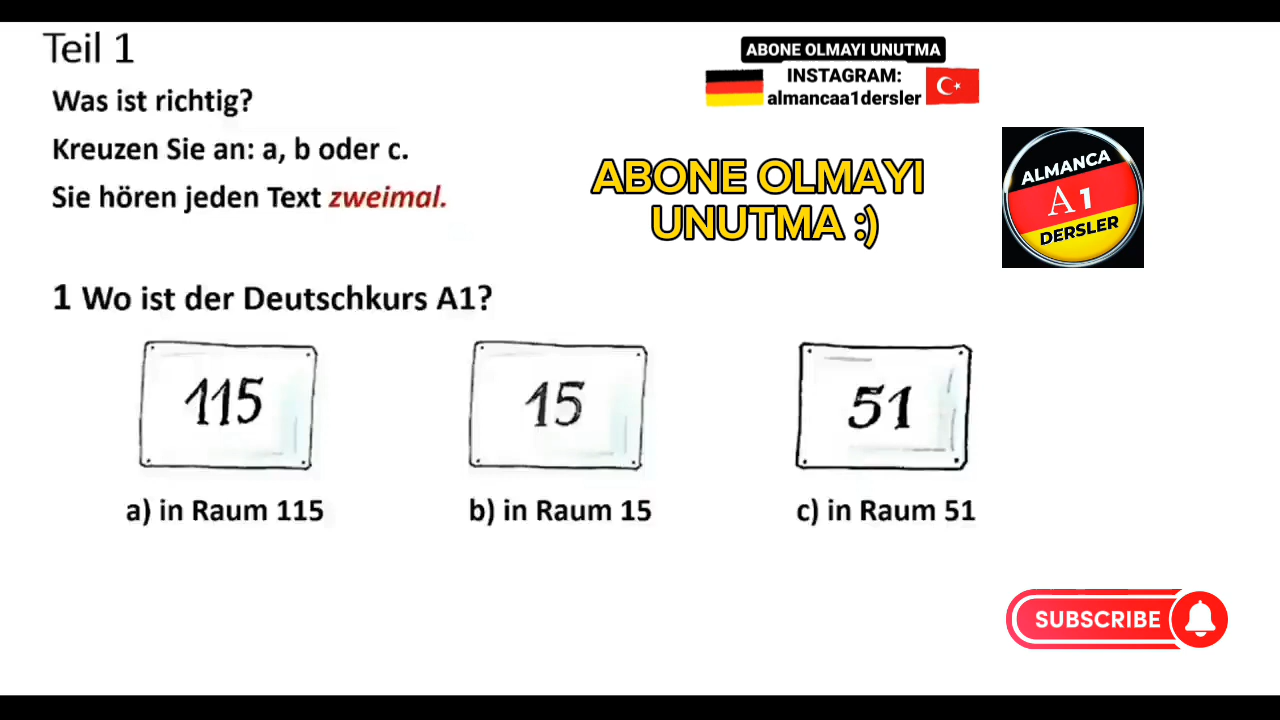 Teil 1
Was ist richtig?
Kreuzen Sie an: a, b oder c.
Sie hören jeden Text zweimal.
ABONE OLMAYI UNUTMA
INSTAGRAM:
almancaa1dersler
ABONE OLMAYI
UNUTMA :)
ALMANCA
A1
DERSLER
1 Wo ist der Deutschkurs A1?
115
15
51
a) in Raum 115
b) in Raum 15
c) in Raum 51
SUBSCRIBE